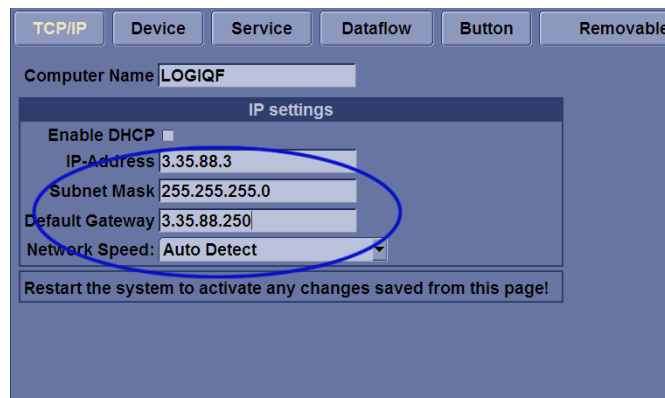 TCP/IP Device Service Dataflow Button Removable
Computer Name LOGIQF
IP settings
Enable DHCP
IP-Address 3.35.88.3
Subnet Mask 255.255.255.0
Default Gateway 3.35.88.250
Network Speed: Auto Detect
Restart the system to activate any changes saved from this page!